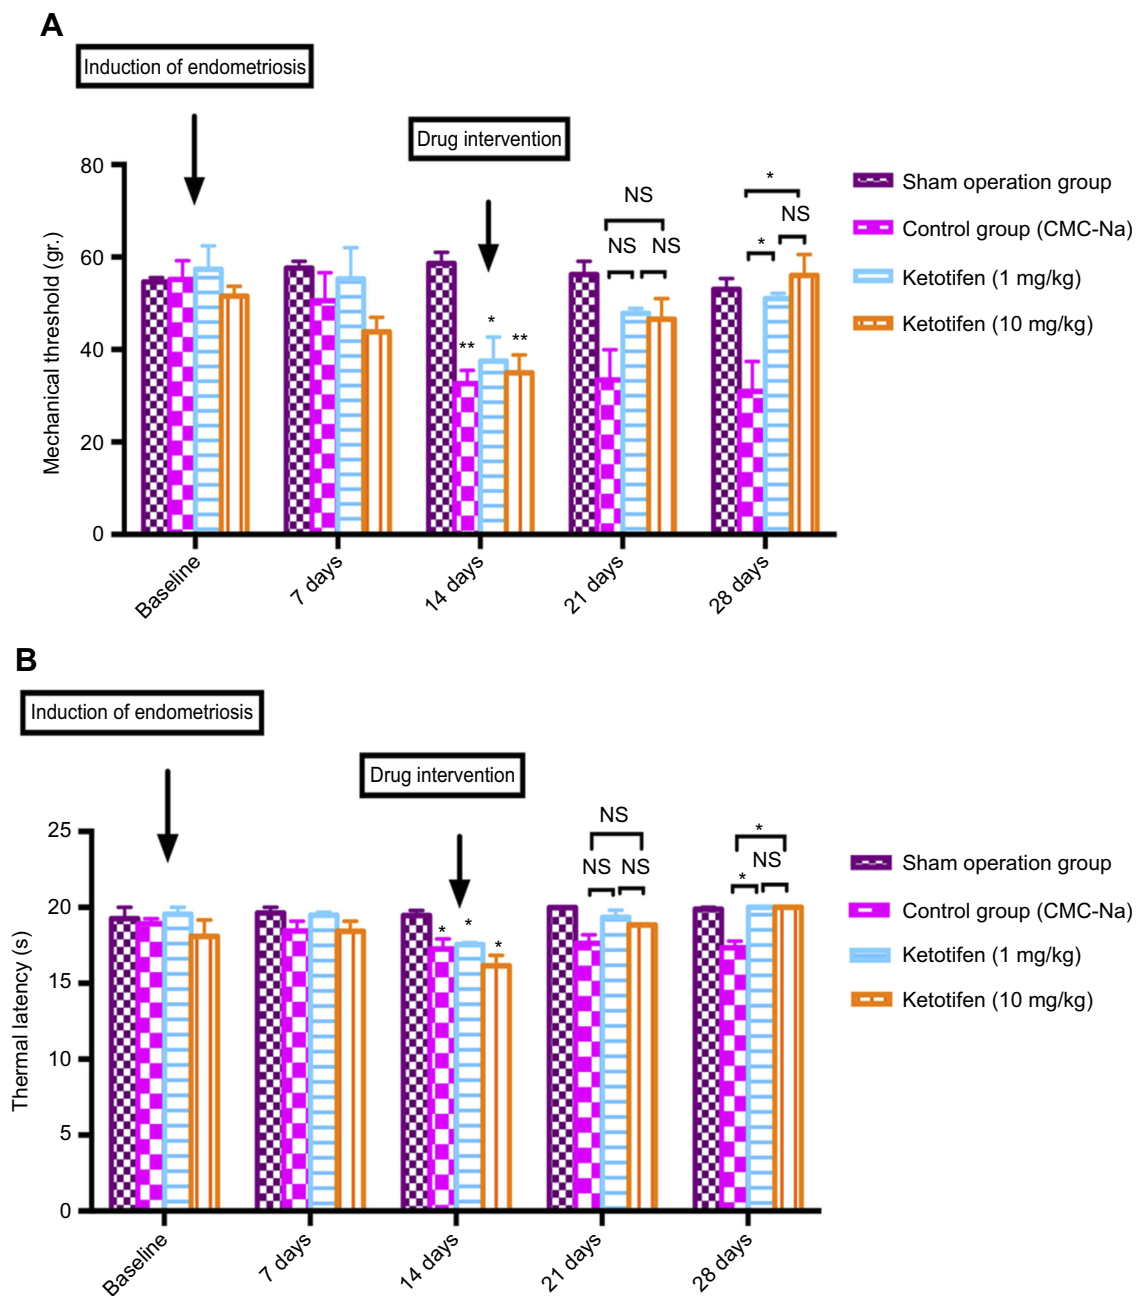 A
Induction of endometriosis
Drug intervention
Mechanical threshold (gr.)
80
60
40
20
0
**
*
**
NS
NS NS
*
NS
*
Baseline
7 days
14 days
21 days
28 days
Sham operation group
Control group (CMC-Na)
Ketotifen (1 mg/kg)
Ketotifen (10 mg/kg)
B
Induction of endometriosis
Drug intervention
Thermal latency (s)
25
20
15
10
5
0
*
*
*
NS
NS NS
*
NS
*
Baseline
7 days
14 days
21 days
28 days
Sham operation group
Control group (CMC-Na)
Ketotifen (1 mg/kg)
Ketotifen (10 mg/kg)